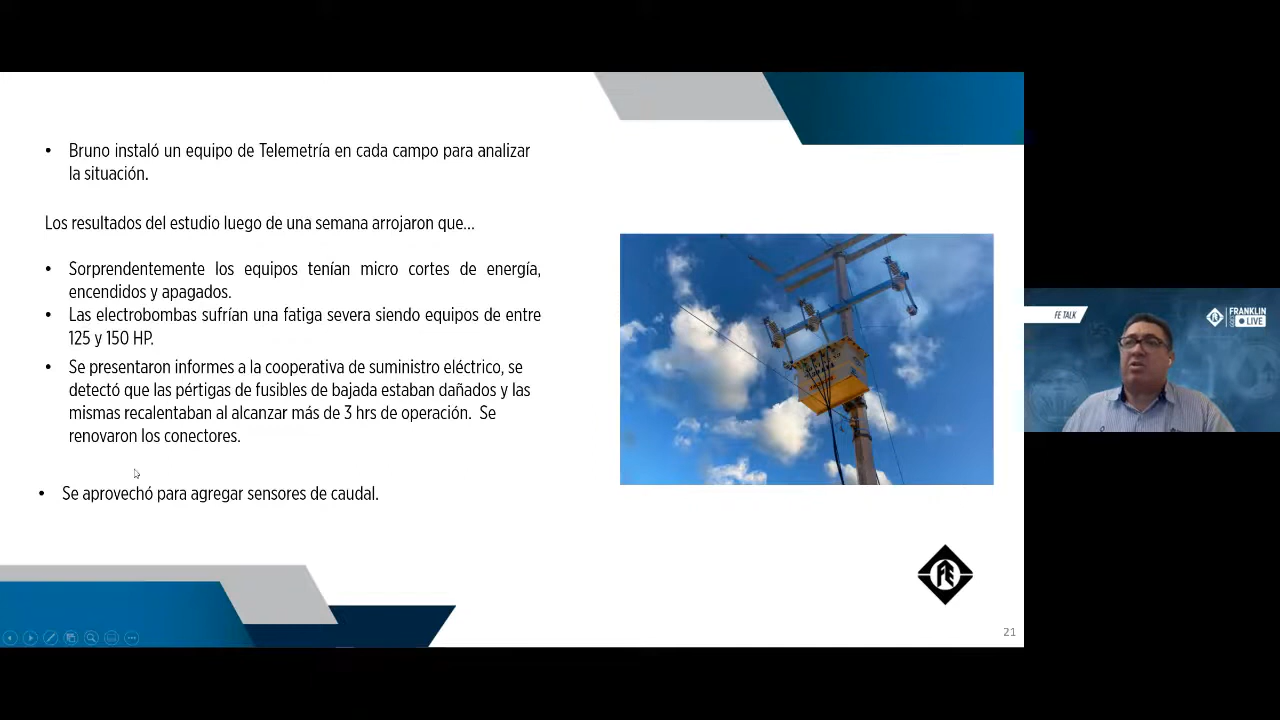 • Bruno instaló un equipo de Telemetría en cada campo para analizar
la situación.
Los resultados del estudio luego de una semana arrojaron que...
• Sorprendentemente los equipos tenían micro cortes de energía,
encendidos y apagados.
• Las electrobombas sufrían una fatiga severa siendo equipos de entre
125 y 150 HP.
• Se presentaron informes a la cooperativa de suministro eléctrico, se
detectó que las pértigas de fusibles de bajada estaban dañados y las
mismas recalentaban al alcanzar más de 3 hrs de operación. Se
renovaron los conectores.
• Se aprovechó para agregar sensores de caudal.
FE
21
FE TALK
FE
FRANKLIN
LIVE